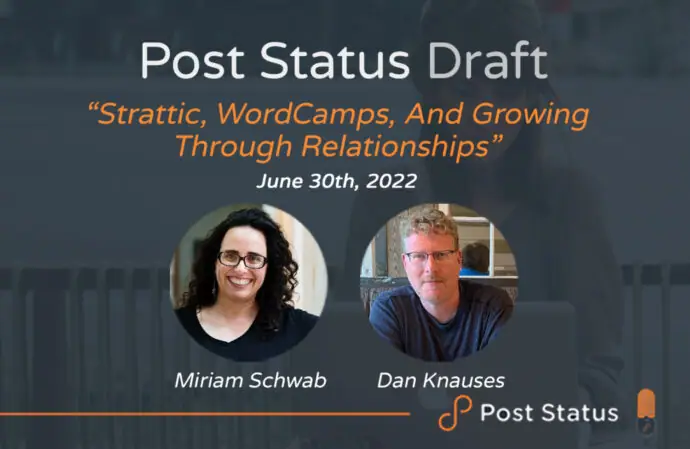 Post Status Draft
“Strattic, WordCamps, And Growing
Through Relationships”
June 30th, 2022
Miriam Schwab
Dan Knauses
Post Status